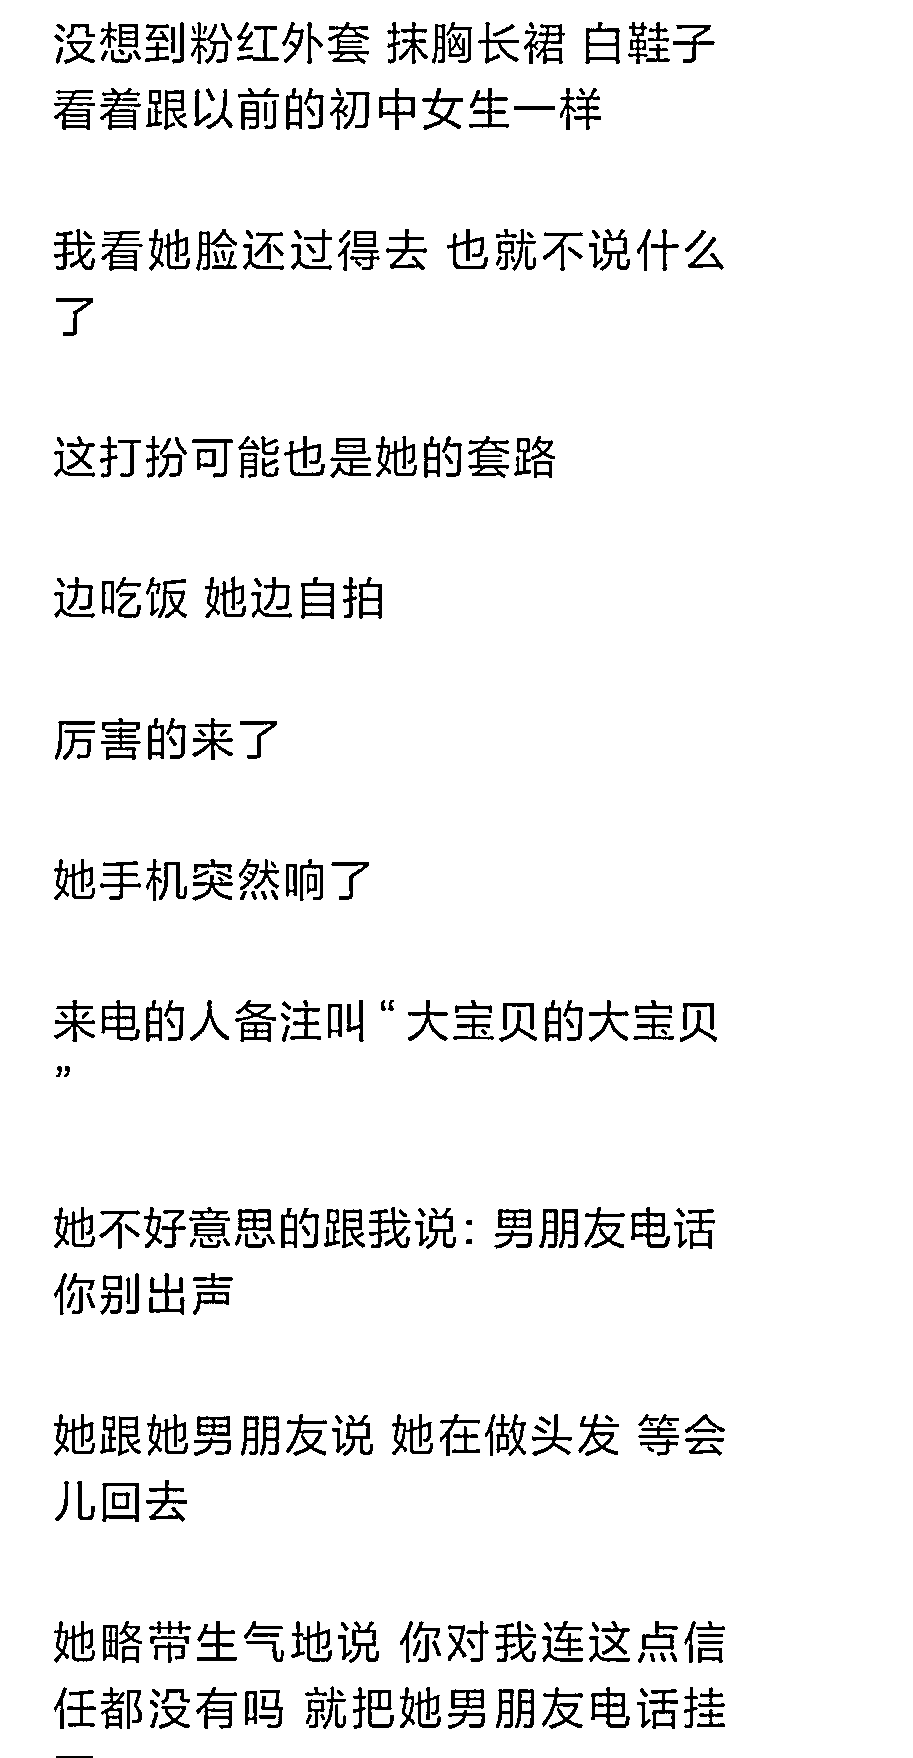 没想到粉红外套 抹胸长裙 白鞋子
看着跟以前的初中女生一样
我看她脸还过得去 也就不说什么
了
这打扮可能也是她的套路
边吃饭 她边自拍
厉害的来了
她手机突然响了
来电的人备注叫“大宝贝的大宝贝
”
她不好意思的跟我说：男朋友电话
你别出声
她跟她男朋友说 她在做头发 等会
儿回去
她略带生气地说 你对我连这点信
任都没有吗 就把她男朋友电话挂